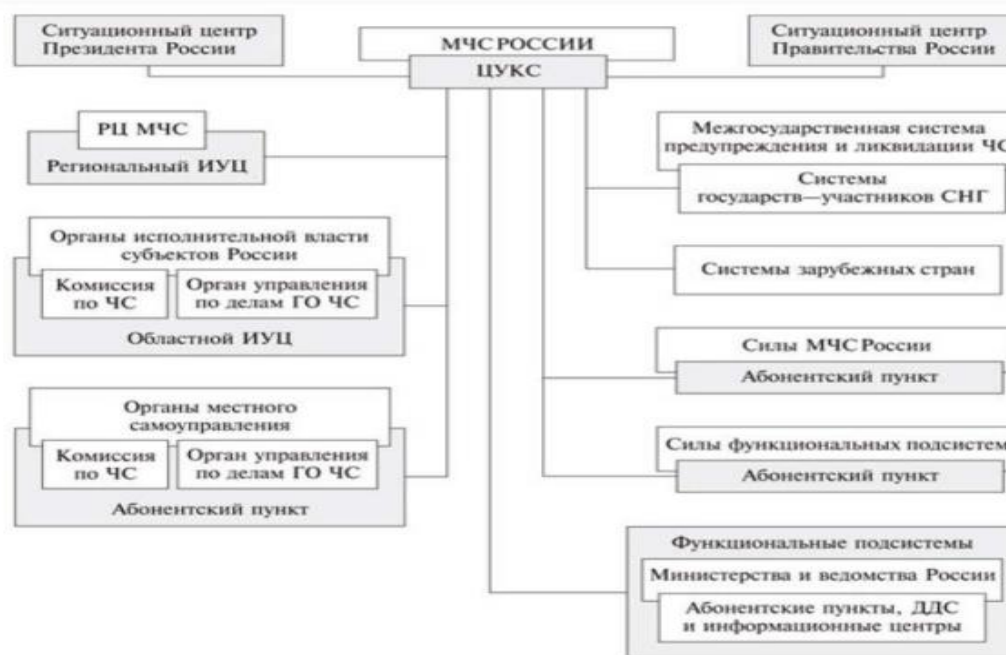 Ситуационный центр
Президента России
МЧС РОССИИ
ЦУКС
Ситуационный центр
Правительства России
РЦ МЧС
Региональный ИУЦ
Органы исполнительной власти
субъектов России
Комиссия
по ЧС
Орган управления
по делам ГО ЧС
Областной ИУЦ
Органы местного
самоуправления
Комиссия
по ЧС
Орган управления
по делам ГО ЧС
Абонентский пункт
Межгосударственная система
предупреждения и ликвидации ЧС
Системы
государств—участников СНГ
Системы зарубежных стран
Силы МЧС России
Абонентский пункт
Силы функциональных подсистем
Абонентский пункт
Функциональные подсистемы
Министерства и ведомства России
Абонентские пункты, ДДС
и информационные центры